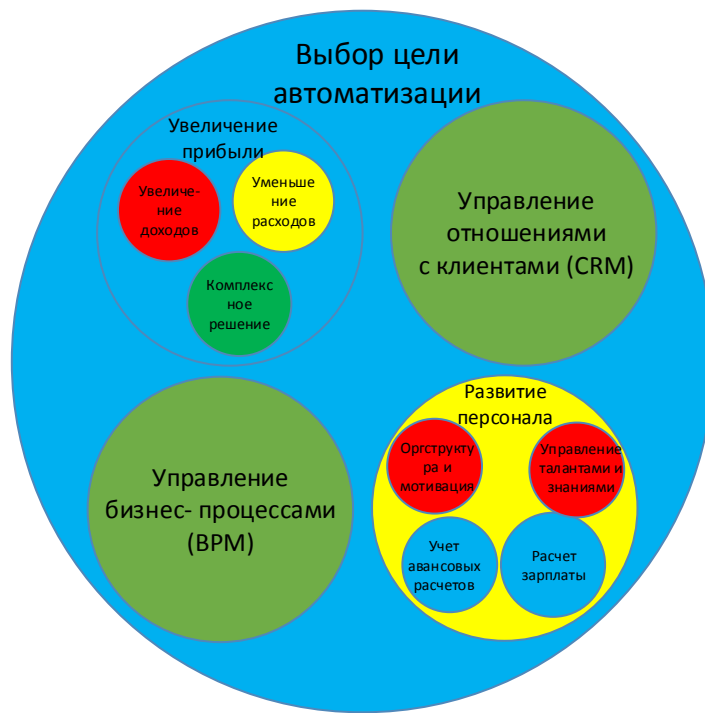 Выбор цели
автоматизации
Увеличение
прибыли
Увеличе-
ние
доходов
Уменьше
ние
расходов
Комплекс
ное
решение
Управление
отношениями
с клиентами (CRM)
Управление
бизнес- процессами
(BPM)
Развитие
персонала
Оргструкту
ра и
мотивация
Управление
талантами и
знаниями
Учет
авансовых
расчетов
Расчет
зарплаты